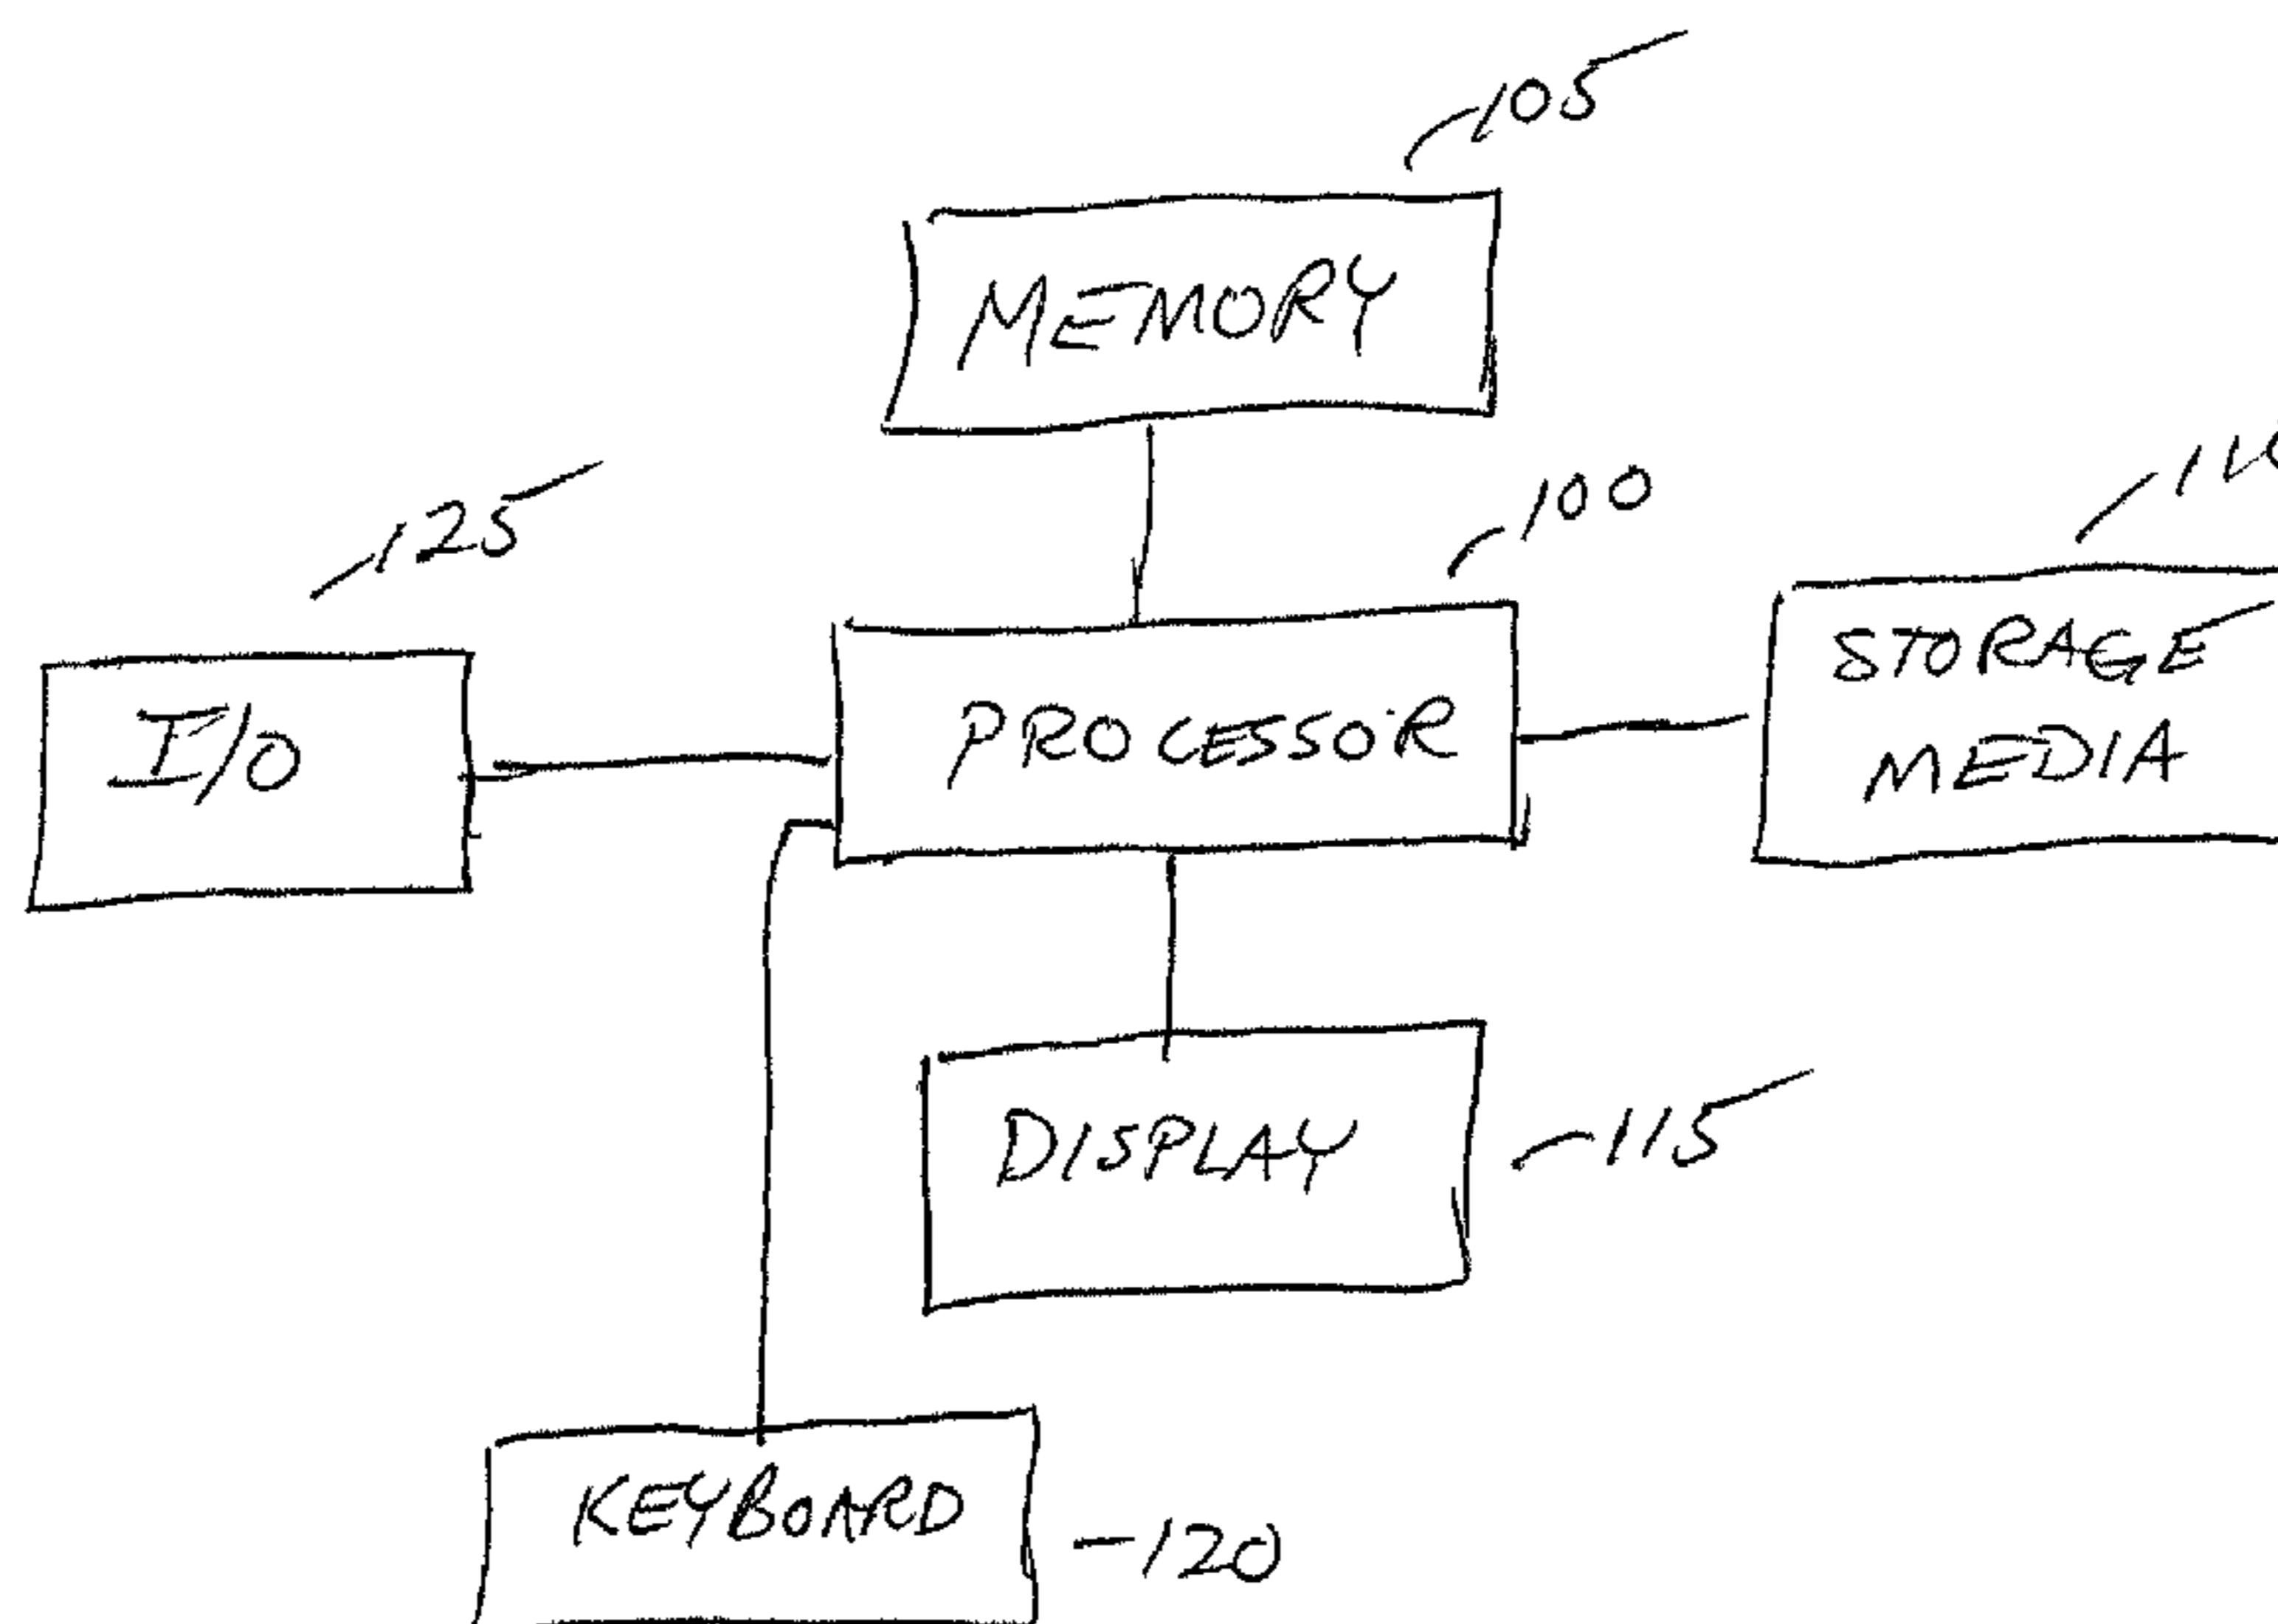 105
MEMORY
125
100
I/O
PROCESSOR
STORAGE
MEDIA
DISPLAY
115
KEYBOARD
120